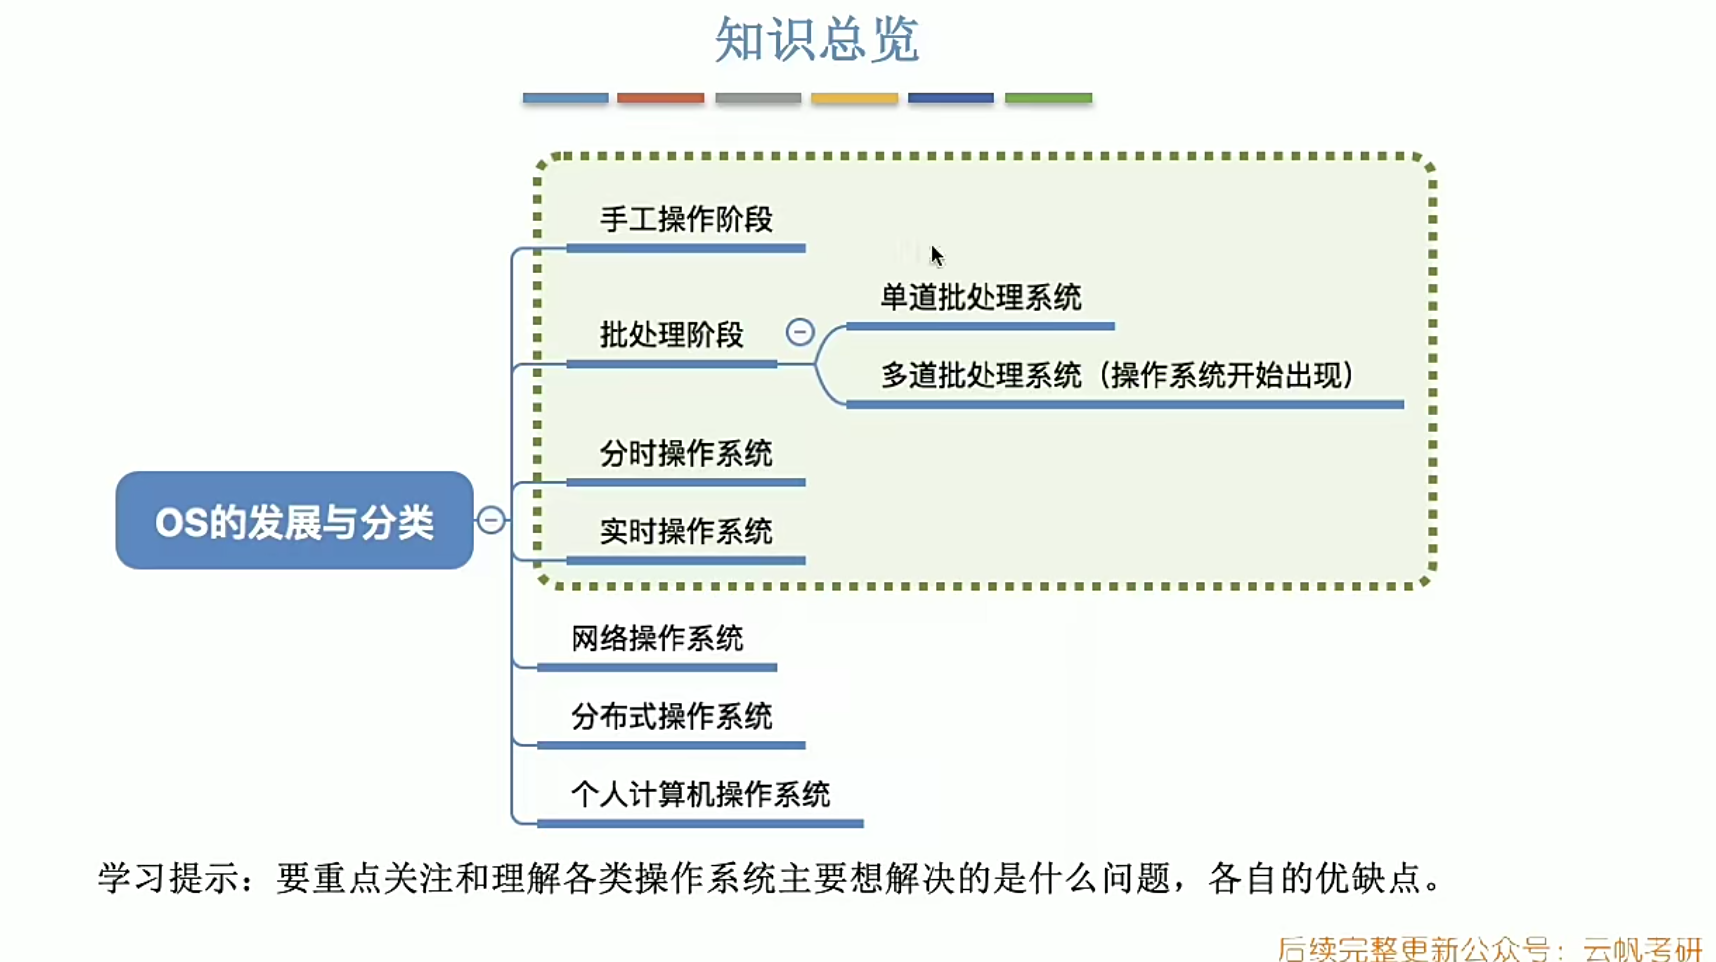 知识总览
手工操作阶段
批处理阶段
单道批处理系统
多道批处理系统（操作系统开始出现）
分时操作系统
实时操作系统
OS的发展与分类
网络操作系统
分布式操作系统
个人计算机操作系统
学习提示：要重点关注和理解各类操作系统主要想解决的是什么问题，各自的优缺点。
后续完整更新公众号：云帆考研